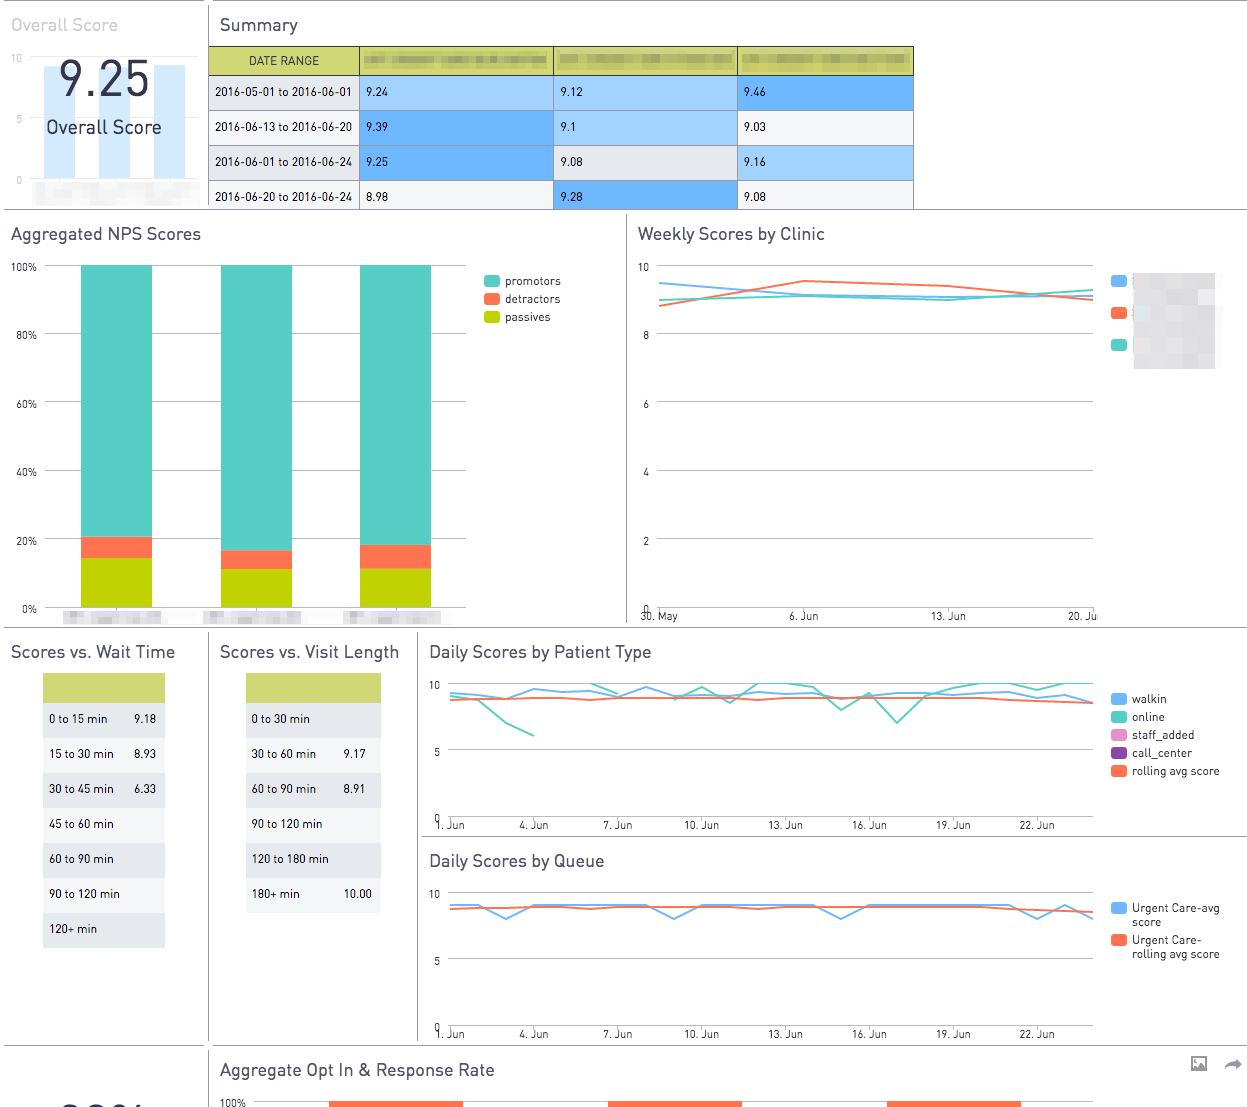 Overall Score
10
9.25
5
Overall Score
0
Summary
DATE RANGE
2016-05-01 to 2016-06-01 9.24 9.12 9.46
2016-06-13 to 2016-06-20 9.39 9.1 9.03
2016-06-01 to 2016-06-24 9.25 9.08 9.16
2016-06-20 to 2016-06-24 8.98 9.28 9.08
Aggregated NPS Scores
100%
80%
60%
40%
20%
0%
promotors
detractors
passives
Weekly Scores by Clinic
10
8
6
4
2
0
30. May 6. Jun 13. Jun 20. Ju
Scores vs. Wait Time
0 to 15 min 9.18
15 to 30 min 8.93
30 to 45 min 6.33
45 to 60 min
60 to 90 min
90 to 120 min
120+ min
Scores vs. Visit Length
0 to 30 min
30 to 60 min 9.17
60 to 90 min 8.91
90 to 120 min
120 to 180 min
180+ min 10.00
Daily Scores by Patient Type
10
5
0
1. Jun 4. Jun 7. Jun 10. Jun 13. Jun 16. Jun 19. Jun 22. Jun
walkin
online
staff_added
call_center
rolling avg score
Daily Scores by Queue
10
5
0
1. Jun 4. Jun 7. Jun 10. Jun 13. Jun 16. Jun 19. Jun 22. Jun
Urgent Care-avg
score
Urgent Care-
rolling avg score
Aggregate Opt In & Response Rate
100%